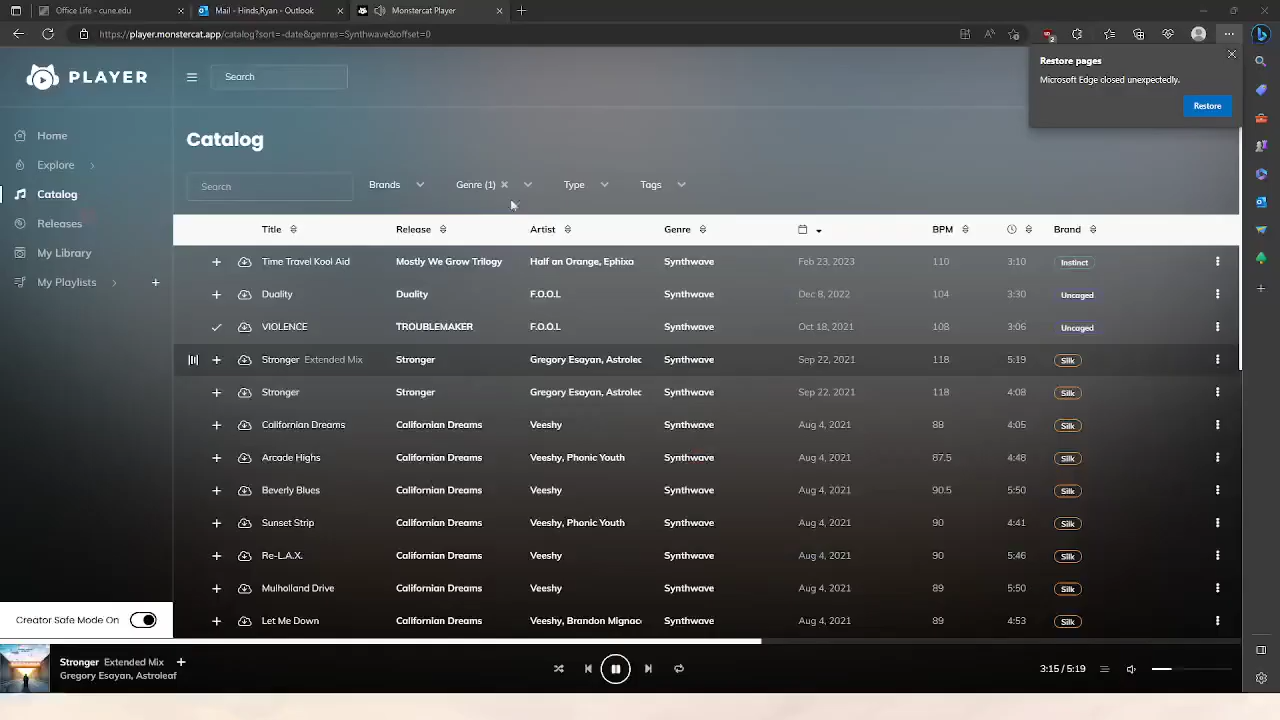 Office Life - cune.edu
Mail - Hinds,Ryan - Outlook
Monstercat Player
https://player.monstercat.app/catalog?sort=-date&genres=Synthwave&offset=0
2
Restore pages
Microsoft Edge closed unexpectedly.
Restore
PLAYER
Search
Home
Explore
Catalog
Releases
My Library
My Playlists
Catalog
Search
Brands
Genre (1)
Type
Tags
Title Release Artist Genre BPM Brand
Time Travel Kool Aid Mostly We Grow Trilogy Half an Orange, Ephixa Synthwave Feb 23, 2023 110 3:10 Instinct
Duality Duality F.O.O.L Synthwave Dec 8, 2022 104 3:30 Uncaged
VIOLENCE TROUBLEMAKER F.O.O.L Synthwave Oct 18, 2021 108 3:06 Uncaged
Stronger Extended Mix Stronger Gregory Esayan, Astrolec Synthwave Sep 22, 2021 118 5:19 Silk
Stronger Stronger Gregory Esayan, Astrolec Synthwave Sep 22, 2021 118 4:08 Silk
Californian Dreams Californian Dreams Veeshy Synthwave Aug 4, 2021 88 4:05 Silk
Arcade Highs Californian Dreams Veeshy, Phonic Youth Synthwave Aug 4, 2021 87.5 4:48 Silk
Beverly Blues Californian Dreams Veeshy Synthwave Aug 4, 2021 90.5 5:50 Silk
Sunset Strip Californian Dreams Veeshy, Phonic Youth Synthwave Aug 4, 2021 90 4:41 Silk
Re-L.A.X. Californian Dreams Veeshy Synthwave Aug 4, 2021 90 5:46 Silk
Mulholland Drive Californian Dreams Veeshy Synthwave Aug 4, 2021 89 5:50 Silk
Let Me Down Californian Dreams Veeshy, Brandon Mignac Synthwave Aug 4, 2021 89 4:53 Silk
Creator Safe Mode On
Stronger Extended Mix
Gregory Esayan, Astroleaf
3:15 / 5:19